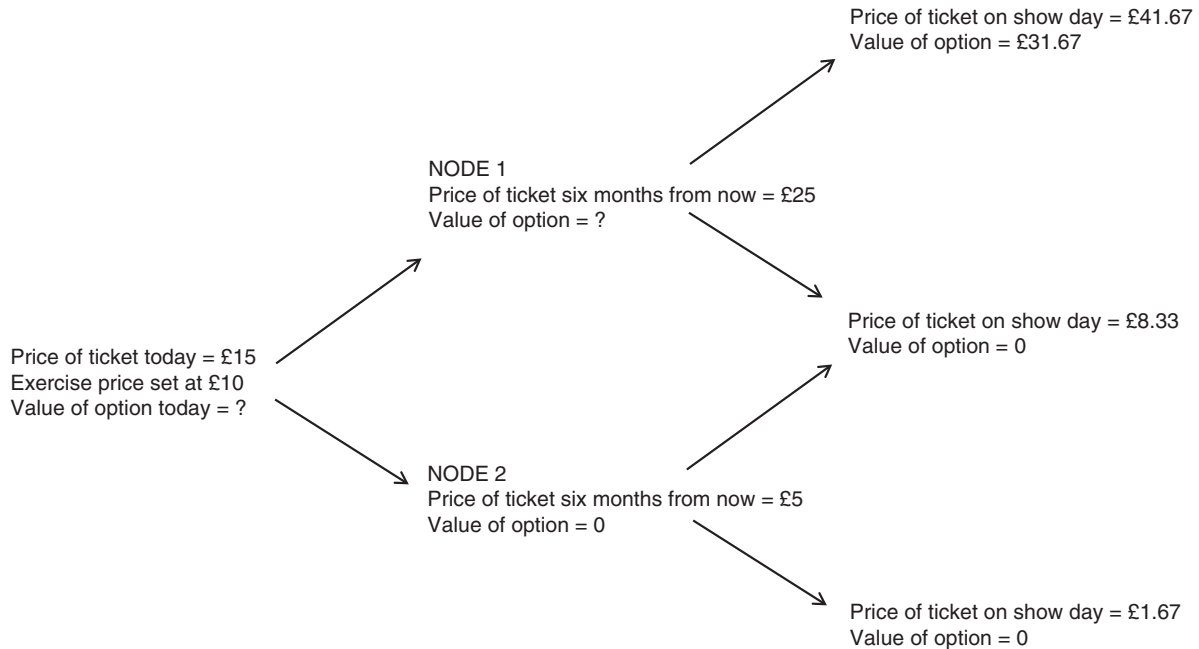 Price of ticket on show day = £41.67
Value of option = £31.67
NODE 1
Price of ticket six months from now = £25
Value of option = ?
Price of ticket on show day = £8.33
Value of option = 0
Price of ticket today = £15
Exercise price set at £10
Value of option today = ?
NODE 2
Price of ticket six months from now = £5
Value of option = 0
Price of ticket on show day = £1.67
Value of option = 0